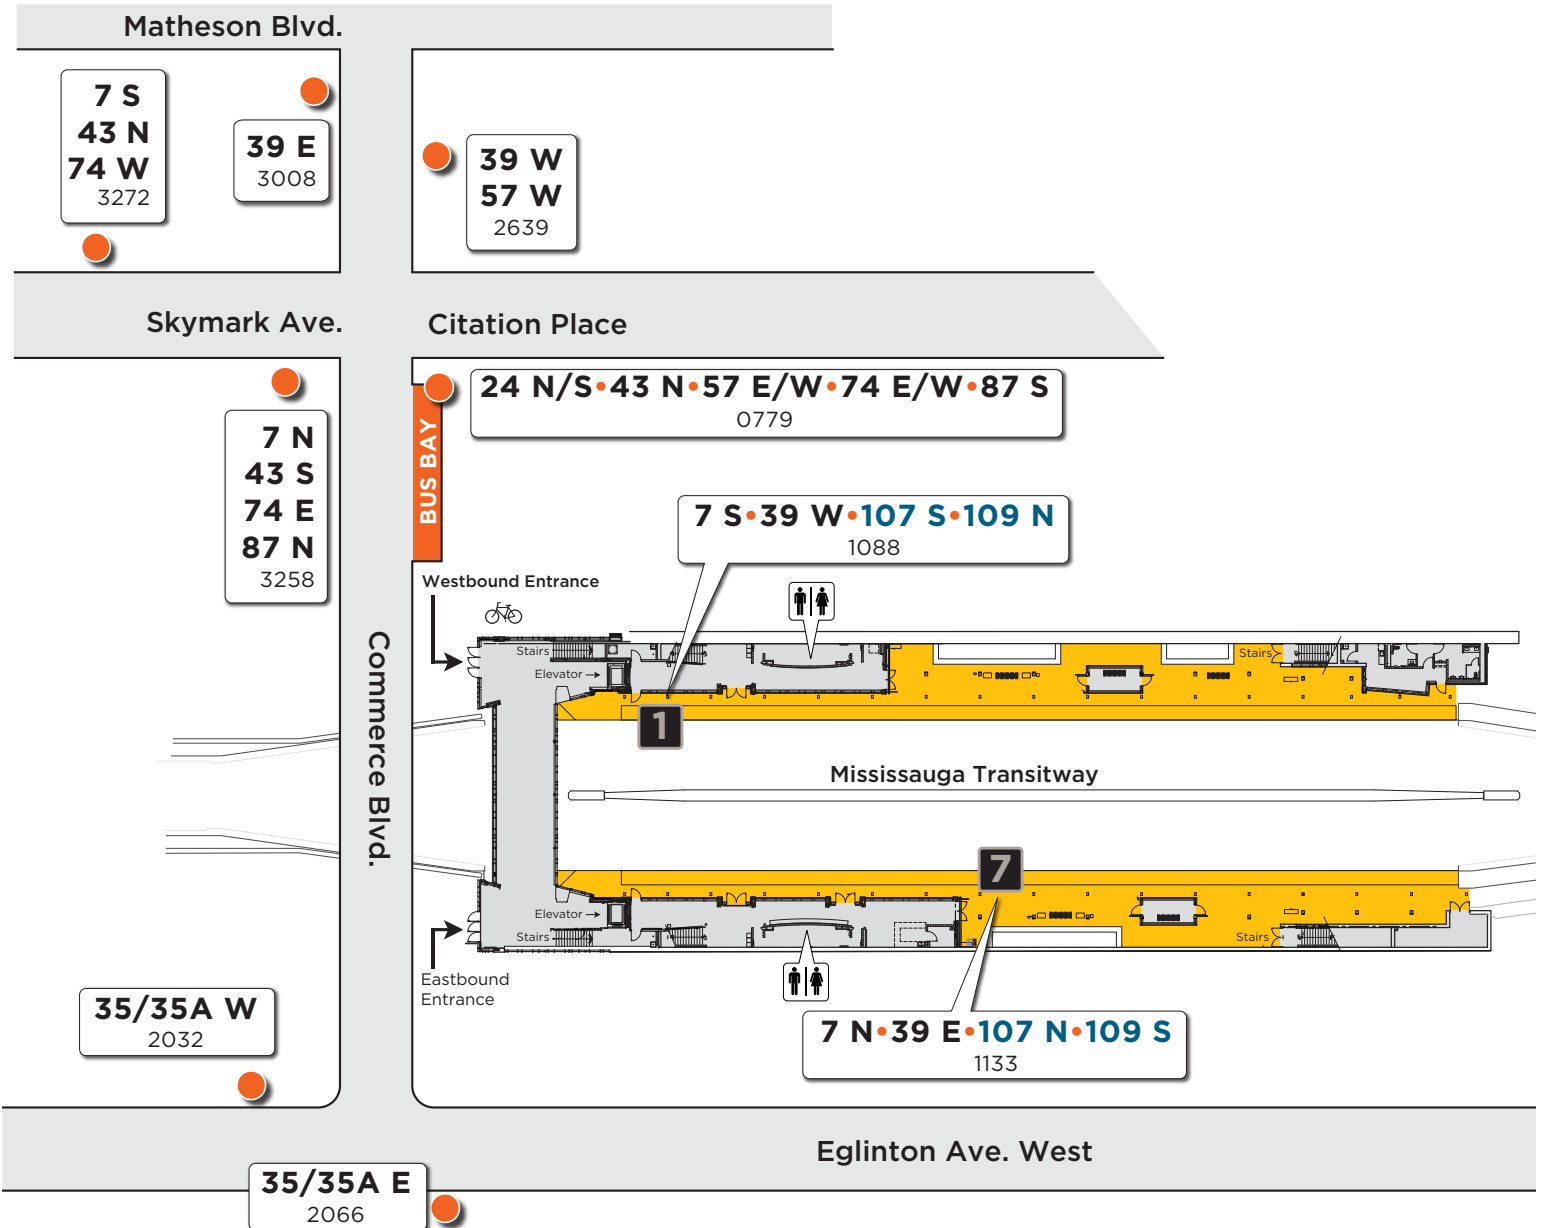 Matheson Blvd.
7 S
43 N
74 W
3272
39 E
3008
39 W
57 W
2639
Skymark Ave.
Citation Place
24 N/S•43 N•57 E/W•74 E/W•87 S
0779
BUS BAY
7 N
43 S
74 E
87 N
3258
7 S•39 W•107 S•109 N
1088
Westbound Entrance
Stairs
Elevator
Stairs
1
Commerce Blvd.
Mississauga Transitway
7
Elevator
Stairs
Stairs
Eastbound
Entrance
7 N•39 E•107 N•109 S
1133
35/35A W
2032
Eglinton Ave. West
35/35A E
2066